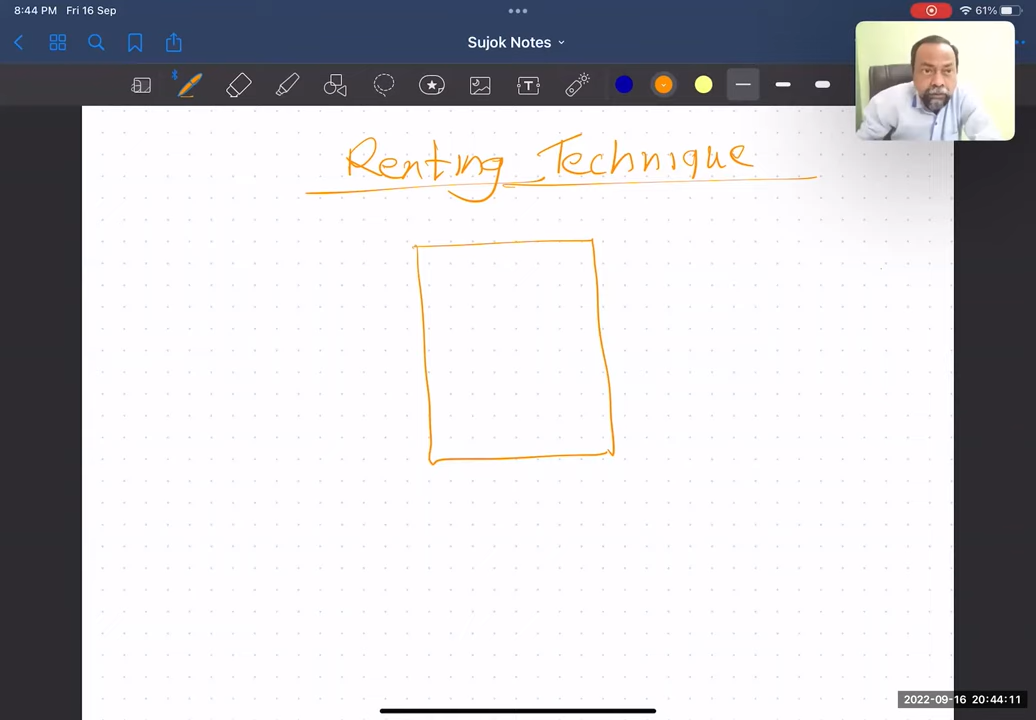 8:44 PM Fri 16 Sep
61%
Sujok Notes
T
Renting Technique
2022-09-16 20:44:11